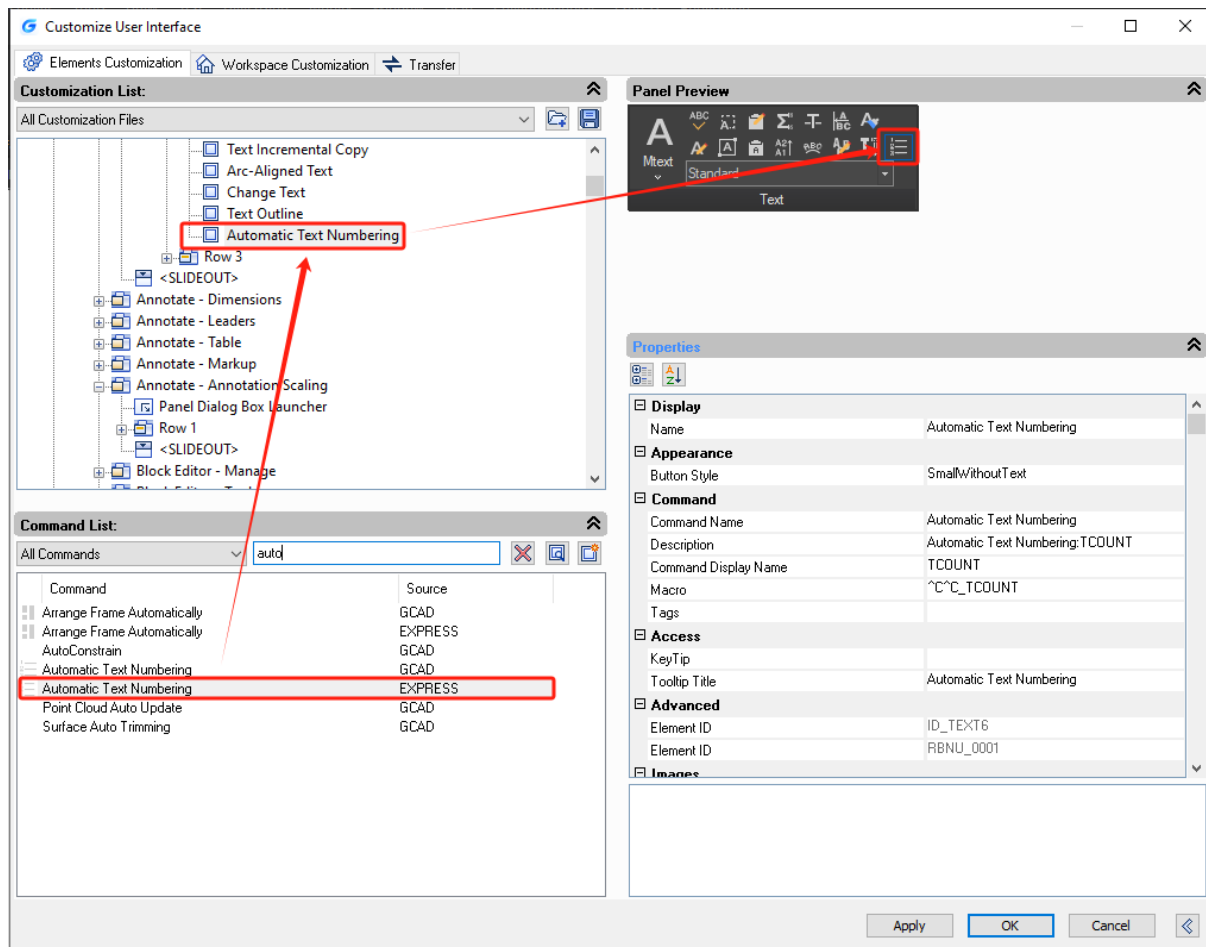 Customize User Interface
Elements Customization
Workspace Customization
Transfer
Customization List:
All Customization Files
Text Incremental Copy
Arc-Aligned Text
Change Text
Text Outline
Automatic Text Numbering
Row 3
<SLIDEOUT>
Annotate - Dimensions
Annotate - Leaders
Annotate - Table
Annotate - Markup
Annotate - Annotation Scaling
Panel Dialog Box Launcher
Row 1
<SLIDEOUT>
Block Editor - Manage
Command List:
All Commands
auto
Command Source
Arrange Frame Automatically GCAD
Arrange Frame Automatically EXPRESS
AutoConstrain GCAD
Automatic Text Numbering GCAD
Automatic Text Numbering EXPRESS
Point Cloud Auto Update GCAD
Surface Auto Trimming GCAD
Panel Preview
Mtext
Standard
Text
Properties
Display
Name Automatic Text Numbering
Appearance
Button Style SmallWithoutText
Command
Command Name Automatic Text Numbering
Description Automatic Text Numbering:TCOUNT
Command Display Name TCOUNT
Macro ^C^C_TCOUNT
Tags
Access
KeyTip
Tooltip Title Automatic Text Numbering
Advanced
Element ID ID_TEXT6
Element ID RBNU_0001
Images
Apply
OK
Cancel